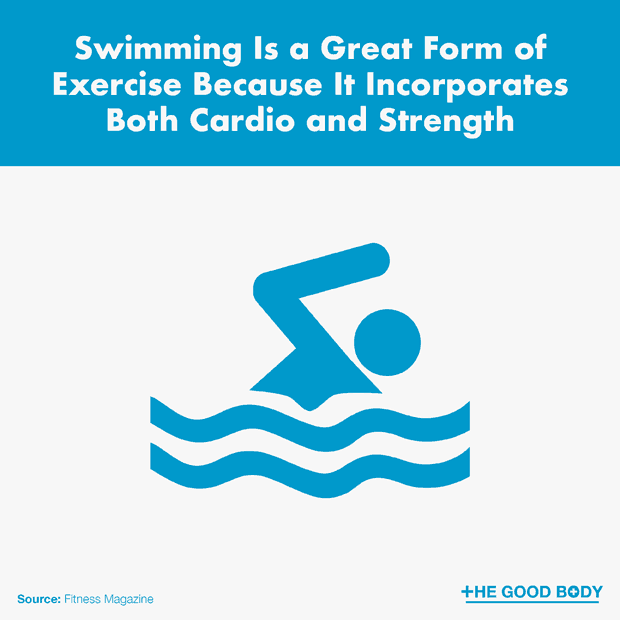 Swimming Is a Great Form of
Exercise Because It Incorporates
Both Cardio and Strength
Source: Fitness Magazine
THE GOOD BODY